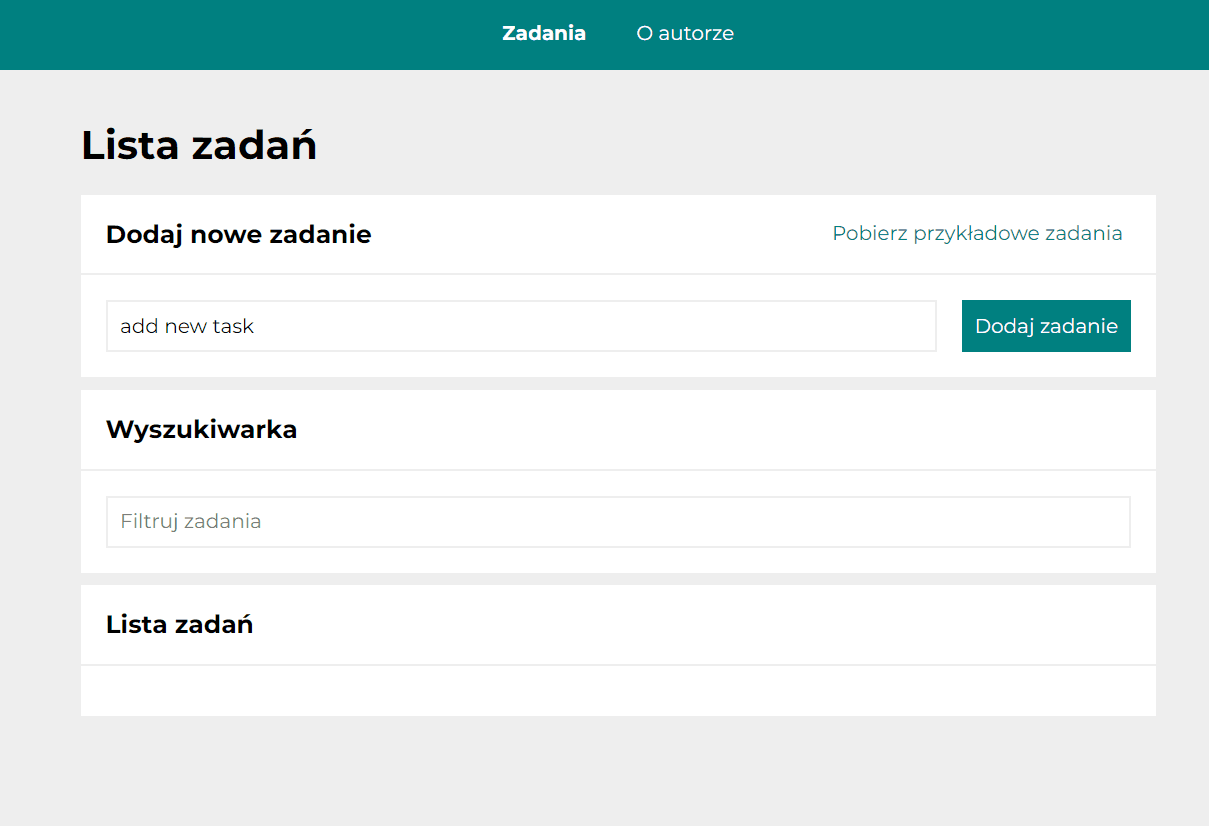 Zadania O autorze
Lista zadań
Dodaj nowe zadanie Pobierz przykładowe zadania
add new task Dodaj zadanie
Wyszukiwarka
Filtruj zadania
Lista zadań